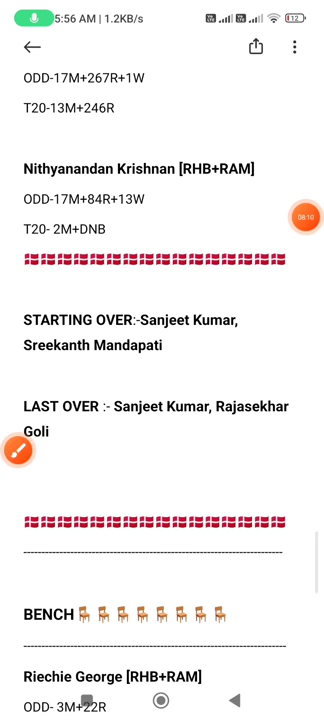 5:56 AM | 1.2KB/s
12
ODD-17M+267R+1W
T20-13M+246R
Nithyanandan Krishnan [RHB+RAM]
ODD-17M+84R+13W
T20- 2M+DNB
08:10
🇩🇰🇩🇰🇩🇰🇩🇰🇩🇰🇩🇰🇩🇰🇩🇰🇩🇰🇩🇰🇩🇰🇩🇰🇩🇰🇩🇰🇩🇰🇩🇰
STARTING OVER:-Sanjeet Kumar,
Sreekanth Mandapati
LAST OVER :- Sanjeet Kumar, Rajasekhar
Goli
🇩🇰🇩🇰🇩🇰🇩🇰🇩🇰🇩🇰🇩🇰🇩🇰🇩🇰🇩🇰🇩🇰🇩🇰🇩🇰🇩🇰🇩🇰🇩🇰
------------------------------------------------------------------------
BENCH🪑🪑🪑🪑🪑🪑🪑
-------------------------------------------------------------------------
Riechie George [RHB+RAM]
ODD- 3M+22R